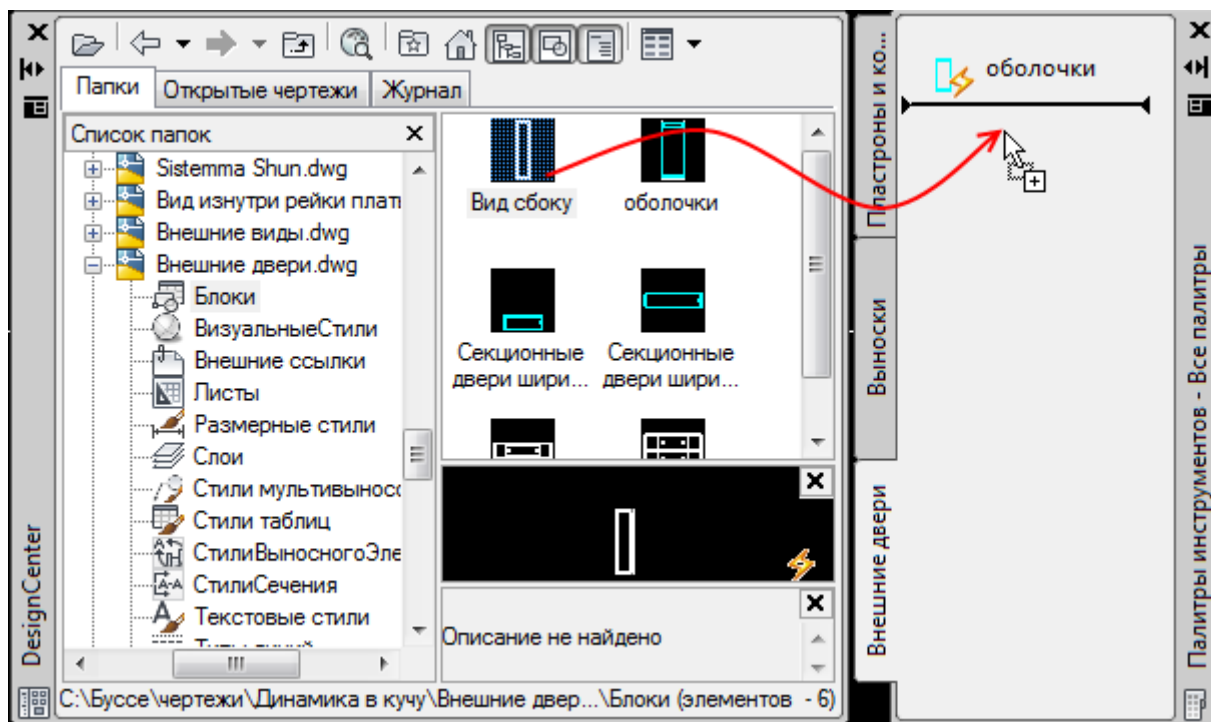 Папки
Открытые чертежи
Журнал
Список папок
Sistemma Shun.dwg
Вид изнутри рейки плат
Внешние виды.dwg
Внешние двери.dwg
Блоки
ВизуальныеСтили
Внешние ссылки
Листы
Размерные стили
Слои
Стили мультивынос
Стили таблиц
СтилиВыносногоЭле
СтилиСечения
Текстовые стили
Вид сбоку
оболочки
Секционные
двери шири...
Секционные
двери шири...
Описание не найдено
C:\Буссе\чертежи\Динамика в кучу\Внешние двер...\Блоки (элементов - 6)
DesignCenter
Пластроны и ко...
Выноски
Внешние двери
оболочки
Палитры инструментов - Все палитры